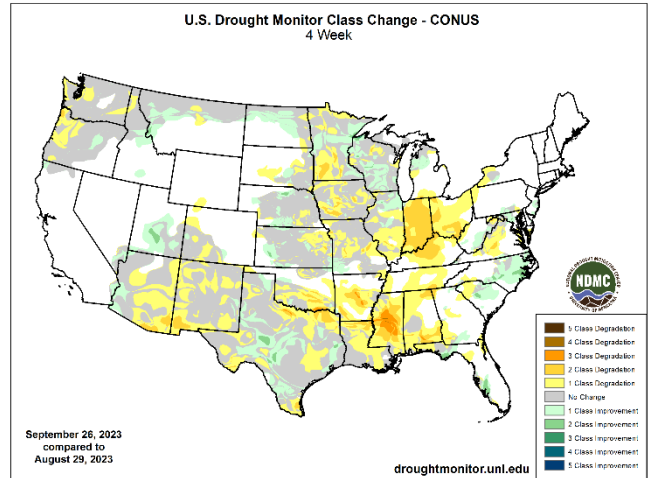 U.S. Drought Monitor Class Change - CONUS
4 Week
NDMC
5 Class Degradation
4 Class Degradation
3 Class Degradation
2 Class Degradation
1 Class Degradation
No Change
1 Class Improvement
2 Class Improvement
3 Class Improvement
4 Class Improvement
5 Class Improvement
September 26, 2023
compared to
August 29, 2023
droughtmonitor.unl.edu